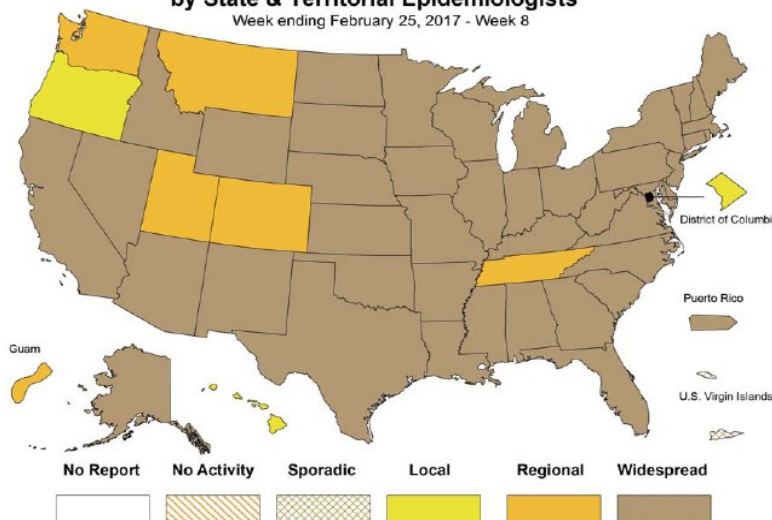 by State & Territorial Epidemiologists
Week ending February 25, 2017 - Week 8
District of Columbi
Puerto Rico
Guam
U.S. Virgin Islands
No Report No Activity Sporadic Local Regional Widespread